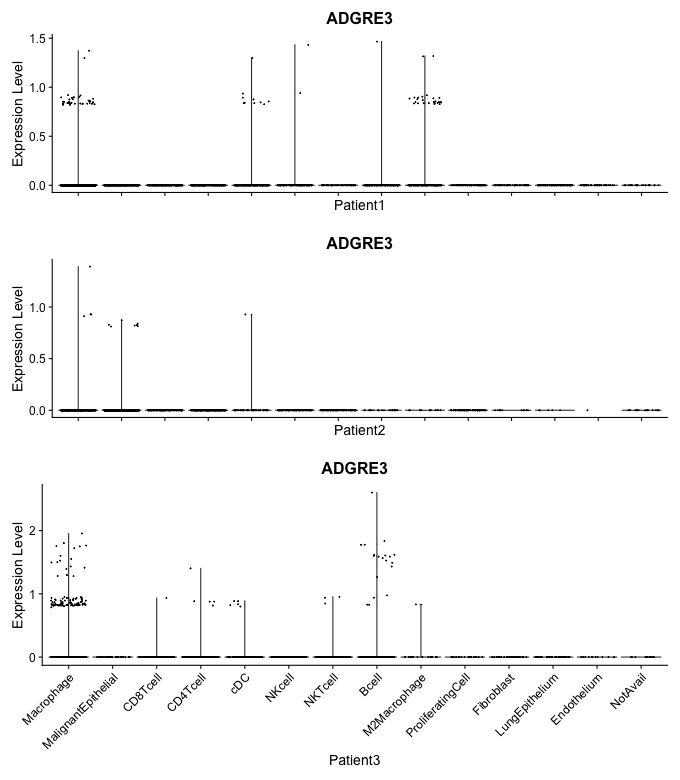 ADGRE3
Expression Level
1.5
1.0
0.5
0.0
Patient1
ADGRE3
Expression Level
1.0
0.5
0.0
Patient2
ADGRE3
Expression Level
2
1
0
Macrophage
MalignantEpithelial
CD8Tcell
CD4Tcell
cDC
NKcell
NKTcell
Bcell
M2Macrophage
ProliferatingCell
Fibroblast
LungEpithelium
Endothelium
NotAvail
Patient3